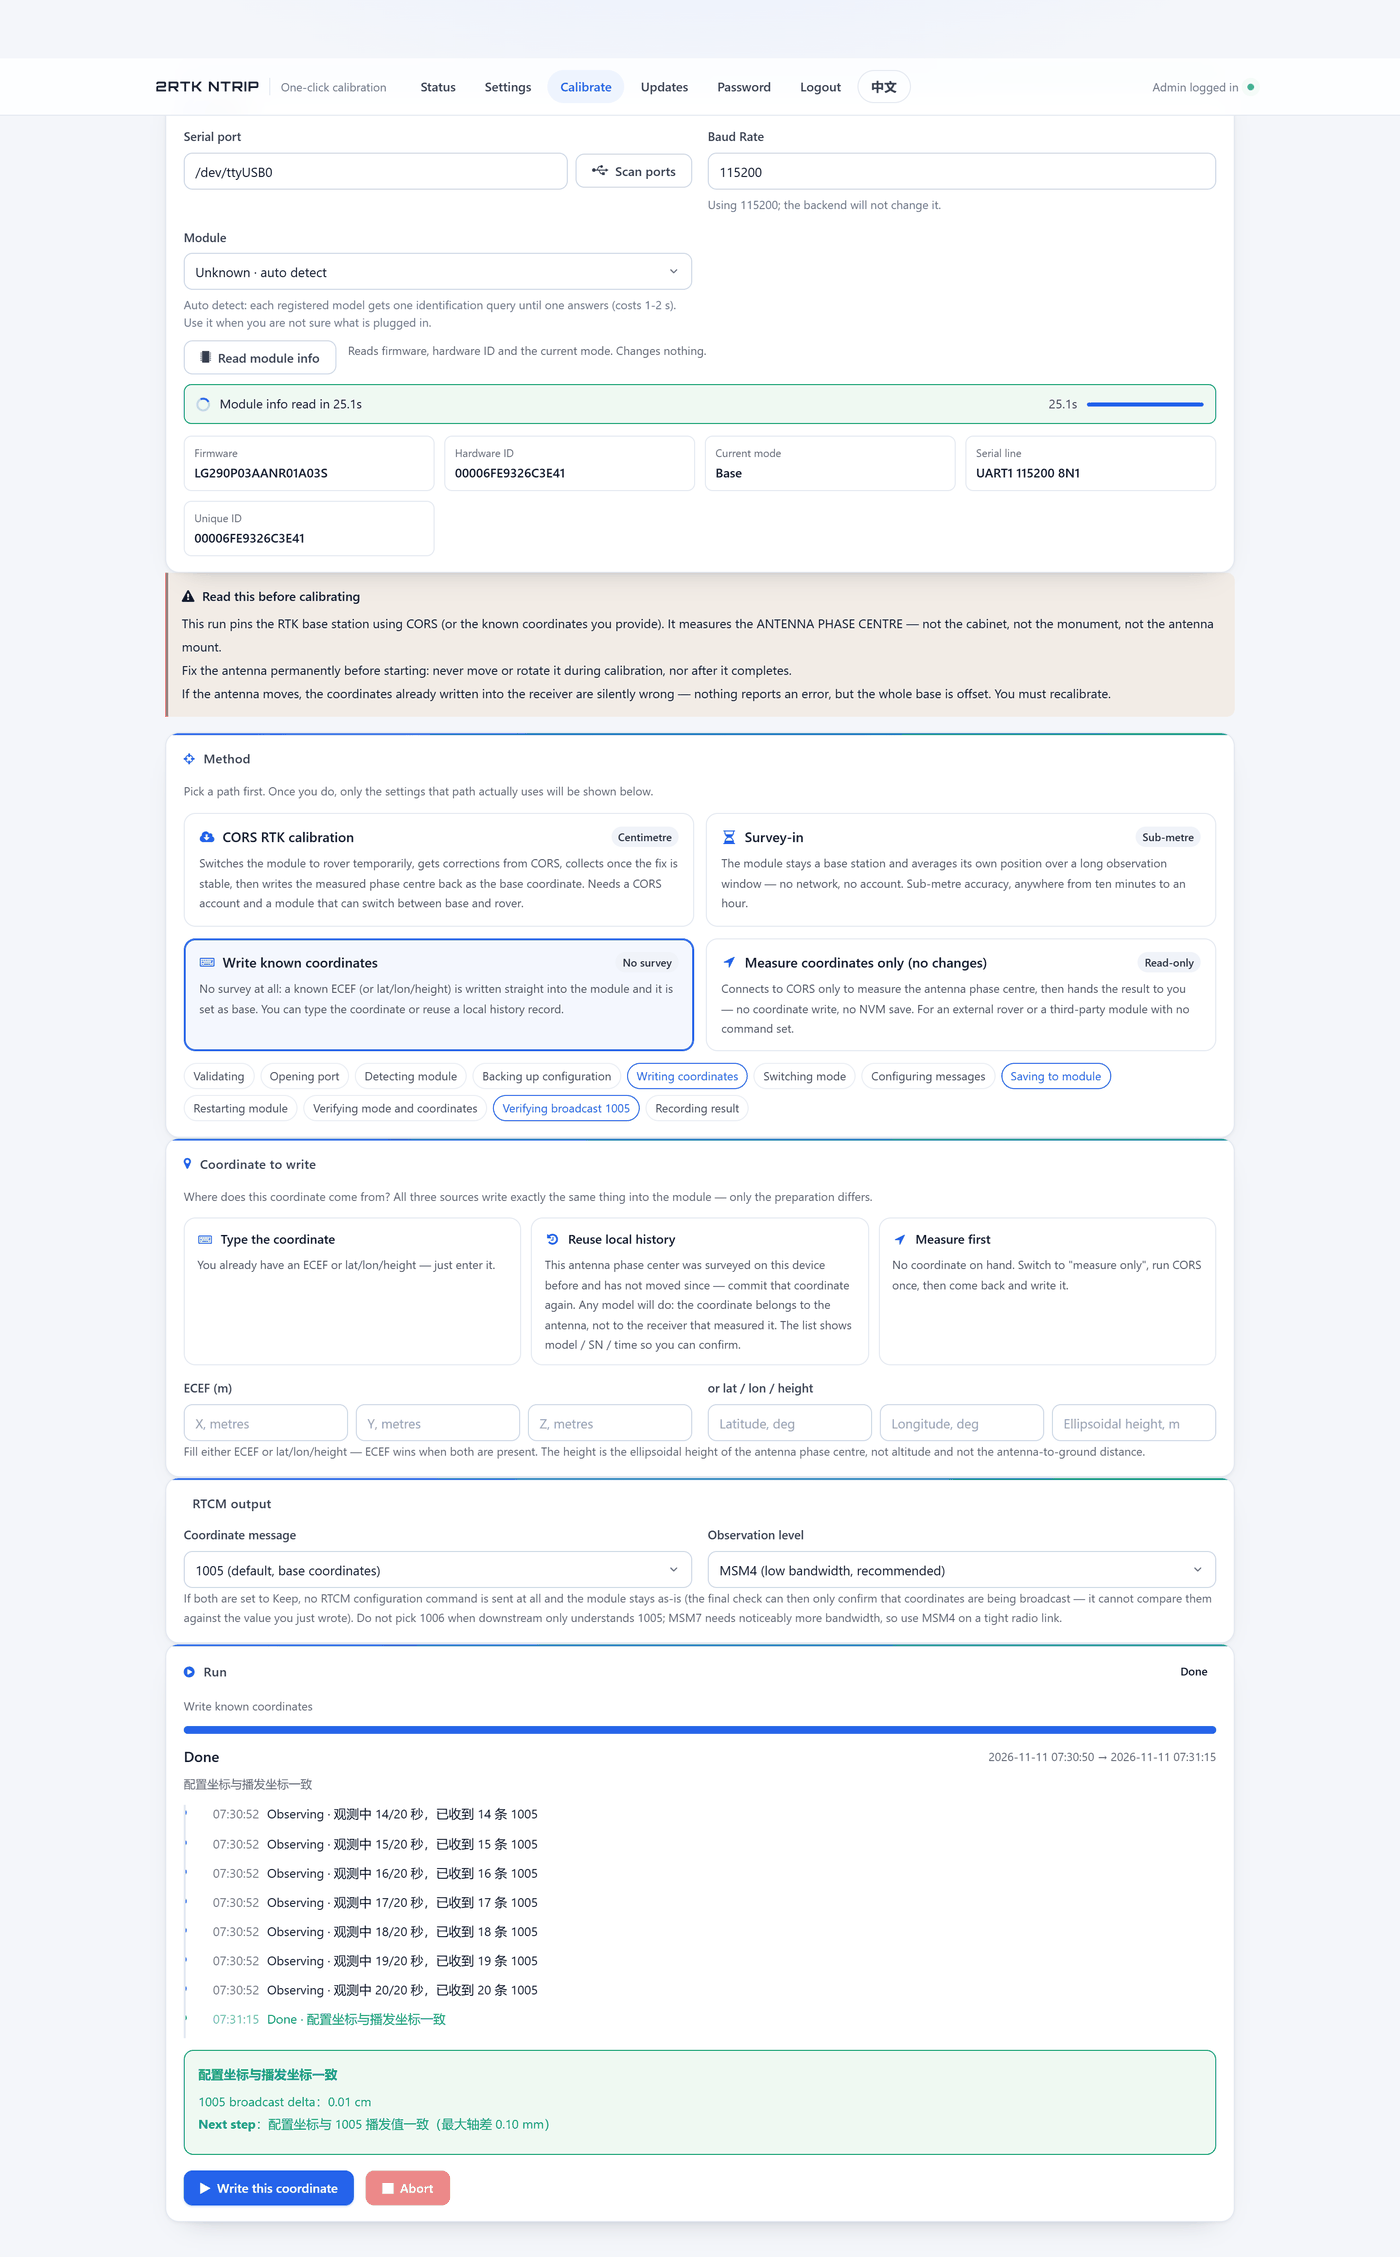 2RTK NTRIP
One-click calibration
Status
Settings
Calibrate
Updates
Password
Logout
中文
Admin logged in
Serial port
Baud Rate
/dev/ttyUSB0
Scan ports
115200
Using 115200; the backend will not change it.
Module
Unknown · auto detect
Auto detect: each registered model gets one identification query until one answers (costs 1-2 s).
Use it when you are not sure what is plugged in.
Read module info
Reads firmware, hardware ID and the current mode. Changes nothing.
Module info read in 25.1s
25.1s
Firmware
LG290P03AANR01A03S
Hardware ID
00006FE9326C3E41
Current mode
Base
Serial line
UART1 115200 8N1
Unique ID
00006FE9326C3E41
Read this before calibrating
This run pins the RTK base station using CORS (or the known coordinates you provide). It measures the ANTENNA PHASE CENTRE — not the cabinet, not the monument, not the antenna
mount.
Fix the antenna permanently before starting: never move or rotate it during calibration, nor after it completes.
If the antenna moves, the coordinates already written into the receiver are silently wrong — nothing reports an error, but the whole base is offset. You must recalibrate.
Method
Pick a path first. Once you do, only the settings that path actually uses will be shown below.
CORS RTK calibration
Centimetre
Switches the module to rover temporarily, gets corrections from CORS, collects once the fix is
stable, then writes the measured phase centre back as the base coordinate. Needs a CORS
account and a module that can switch between base and rover.
Survey-in
Sub-metre
The module stays a base station and averages its own position over a long observation
window — no network, no account. Sub-metre accuracy, anywhere from ten minutes to an
hour.
Write known coordinates
No survey
No survey at all: a known ECEF (or lat/lon/height) is written straight into the module and it is
set as base. You can type the coordinate or reuse a local history record.
Measure coordinates only (no changes)
Read-only
Connects to CORS only to measure the antenna phase centre, then hands the result to you
— no coordinate write, no NVM save. For an external rover or a third-party module with no
command set.
Validating
Opening port
Detecting module
Backing up configuration
Writing coordinates
Switching mode
Configuring messages
Saving to module
Restarting module
Verifying mode and coordinates
Verifying broadcast 1005
Recording result
Coordinate to write
Where does this coordinate come from? All three sources write exactly the same thing into the module — only the preparation differs.
Type the coordinate
You already have an ECEF or lat/lon/height — just enter it.
Reuse local history
This antenna phase center was surveyed on this device
before and has not moved since — commit that coordinate
again. Any model will do: the coordinate belongs to the
antenna, not to the receiver that measured it. The list shows
model / SN / time so you can confirm.
Measure first
No coordinate on hand. Switch to "measure only", run CORS
once, then come back and write it.
ECEF (m)
or lat / lon / height
X, metres
Y, metres
Z, metres
Latitude, deg
Longitude, deg
Ellipsoidal height, m
Fill either ECEF or lat/lon/height — ECEF wins when both are present. The height is the ellipsoidal height of the antenna phase centre, not altitude and not the antenna-to-ground distance.
RTCM output
Coordinate message
Observation level
1005 (default, base coordinates)
MSM4 (low bandwidth, recommended)
If both are set to Keep, no RTCM configuration command is sent at all and the module stays as-is (the final check can then only confirm that coordinates are being broadcast — it cannot compare them
against the value you just wrote). Do not pick 1006 when downstream only understands 1005; MSM7 needs noticeably more bandwidth, so use MSM4 on a tight radio link.
Run
Done
Write known coordinates
Done
2026-11-11 07:30:50 → 2026-11-11 07:31:15
配置坐标与播发坐标一致
07:30:52 Observing · 观测中 14/20 秒，已收到 14 条 1005
07:30:52 Observing · 观测中 15/20 秒，已收到 15 条 1005
07:30:52 Observing · 观测中 16/20 秒，已收到 16 条 1005
07:30:52 Observing · 观测中 17/20 秒，已收到 17 条 1005
07:30:52 Observing · 观测中 18/20 秒，已收到 18 条 1005
07:30:52 Observing · 观测中 19/20 秒，已收到 19 条 1005
07:30:52 Observing · 观测中 20/20 秒，已收到 20 条 1005
07:31:15 Done · 配置坐标与播发坐标一致
配置坐标与播发坐标一致
1005 broadcast delta：0.01 cm
Next step：配置坐标与 1005 播发值一致（最大轴差 0.10 mm）
Write this coordinate
Abort